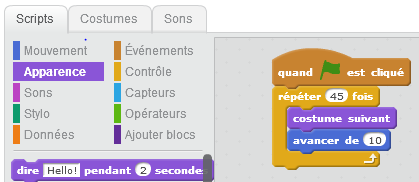 Scripts Costumes Sons
Mouvement Événements
Apparence Contrôle
Sons Capteurs
Stylo Opérateurs
Données Ajouter blocs
dire Hello! pendant 2 secondes
quand est cliqué
répéter 45 fois
costume suivant
avancer de 10